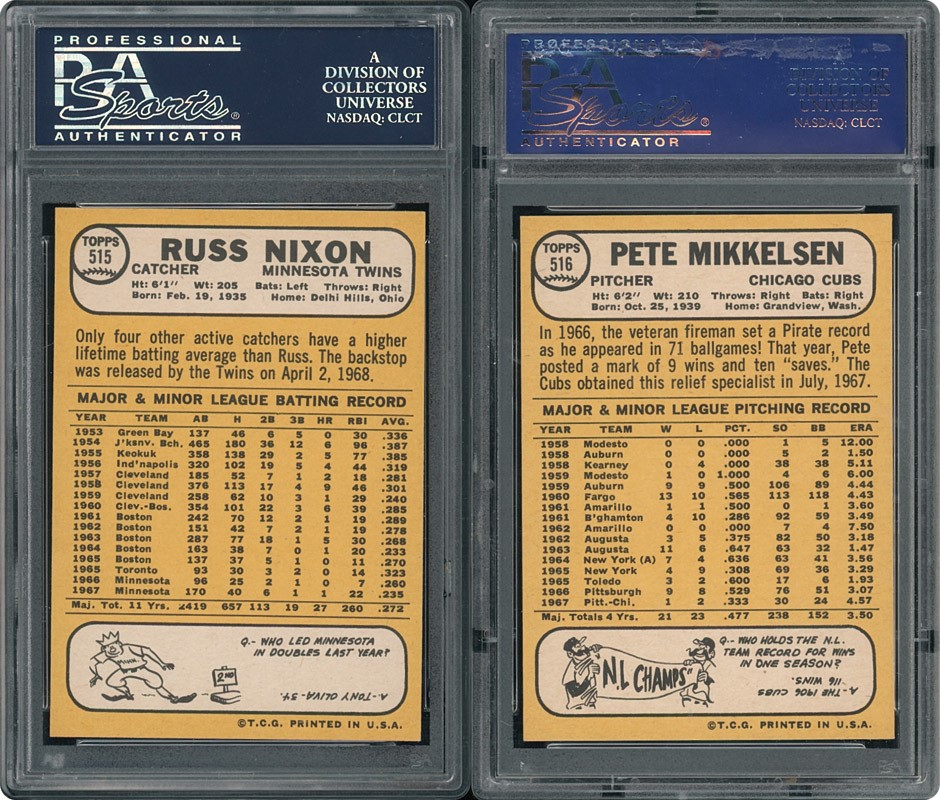 PROFESSIONAL
PSA
Sports®
AUTHENTICATOR
A
DIVISION OF
COLLECTORS
UNIVERSE
NASDAQ: CLCT
TOPPS
515
RUSS NIXON
CATCHER MINNESOTA TWINS
Ht: 6'1" Wt: 205 Bats: Left Throws: Right
Born: Feb. 19, 1935 Home: Delhi Hills, Ohio
Only four other active catchers have a higher
lifetime batting average than Russ. The backstop
was released by the Twins on April 2, 1968.
MAJOR & MINOR LEAGUE BATTING RECORD
YEAR TEAM AB H 2B 3B HR RBI AVG.
1953 Green Bay 137 46 6 5 0 30 .336
1954 J'ksnv. Bch. 465 180 36 12 6 96 .387
1955 Keokuk 358 138 29 2 5 77 .385
1956 Ind'napolis 320 102 19 5 4 44 .319
1957 Cleveland 185 52 7 1 2 18 .281
1958 Cleveland 376 113 17 4 9 46 .301
1959 Cleveland 258 62 10 3 1 29 .240
1960 Clev.-Bos. 354 101 22 3 6 39 .285
1961 Boston 242 70 12 2 1 19 .289
1962 Boston 151 42 7 2 1 19 .278
1963 Boston 287 77 18 1 5 30 .268
1964 Boston 163 38 7 0 1 20 .233
1965 Boston 137 37 5 1 0 11 .270
1965 Toronto 93 30 3 2 0 14 .323
1966 Minnesota 96 25 2 1 0 7 .260
1967 Minnesota 170 40 6 1 1 22 .235
Maj. Tot. 11 Yrs. 2419 657 113 19 27 260 .272
MINN.
2ND
Q.- WHO LED MINNESOTA
IN DOUBLES LAST YEAR?
A.-TONY OLIVA-34.
©T.C.G. PRINTED IN U.S.A.
PROFESSIONAL
PSA
Sports®
AUTHENTICATOR
DIVISION OF
COLLECTORS
UNIVERSE
NASDAQ: CLCT
TOPPS
516
PETE MIKKELSEN
PITCHER CHICAGO CUBS
Ht: 6'2" Wt: 210 Throws: Right Bats: Right
Born: Oct. 25, 1939 Home: Grandview, Wash.
In 1966, the veteran fireman set a Pirate record
as he appeared in 71 ballgames! That year, Pete
posted a mark of 9 wins and ten "saves." The
Cubs obtained this relief specialist in July, 1967.
MAJOR & MINOR LEAGUE PITCHING RECORD
YEAR TEAM W L PCT. SO BB ERA
1958 Modesto 0 0 .000 1 5 12.00
1958 Auburn 0 0 .000 5 2 1.50
1958 Kearney 0 4 .000 38 38 5.11
1959 Modesto 1 0 1.000 4 6 6.00
1959 Auburn 9 9 .500 106 89 4.44
1960 Fargo 13 10 .565 113 118 4.43
1961 Amarillo 1 1 .500 0 1 3.60
1961 B'ghamton 4 10 .286 92 59 3.49
1962 Amarillo 0 0 .000 7 4 7.50
1962 Augusta 3 5 .375 82 50 3.18
1963 Augusta 11 6 .647 63 32 1.47
1964 New York (A) 7 4 .636 63 41 3.56
1965 New York 4 9 .308 69 36 3.29
1965 Toledo 3 2 .600 17 6 1.93
1966 Pittsburgh 9 8 .529 76 51 3.07
1967 Pitt.-Chi. 1 2 .333 30 24 4.57
Maj. Totals 4 Yrs. 21 23 .477 238 152 3.50
N.L CHAMPS"
Q.- WHO HOLDS THE N.L.
TEAM RECORD FOR WINS
IN ONE SEASON?
A.- THE 1906 CUBS
116 WINS.
©T.C.G. PRINTED IN U.S.A.